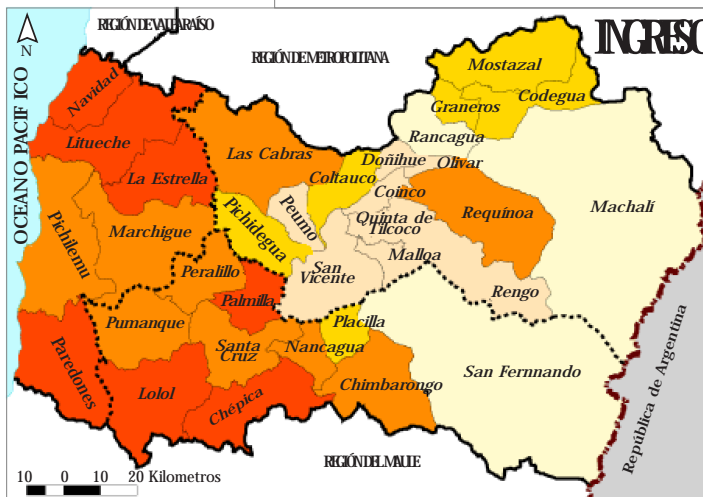 REGIÓN DE VALPARAÍSO
REGIÓN DE METROPOLITANA
INGRESO
N
OCEANO PACIFICO
Navidad
Litueche
La Estrella
Las Cabras
Mostazal
Graneros
Codegua
Rancagua
Doñihue
Olivar
Coltauco
Coinco
Peumo
Pichidegua
Quinta de
Tilcoco
Requínoa
Machalí
Marchigue
Pichilemu
Peralillo
San
Vicente
Malloa
Rengo
Palmilla
Pumanque
Santa
Cruz
Nancagua
Placilla
Chimbarongo
San Fernnando
Paredones
Lolol
Chépica
República de Argentina
REGIÓN DEL MAULE
10 0 10 20 Kilometros